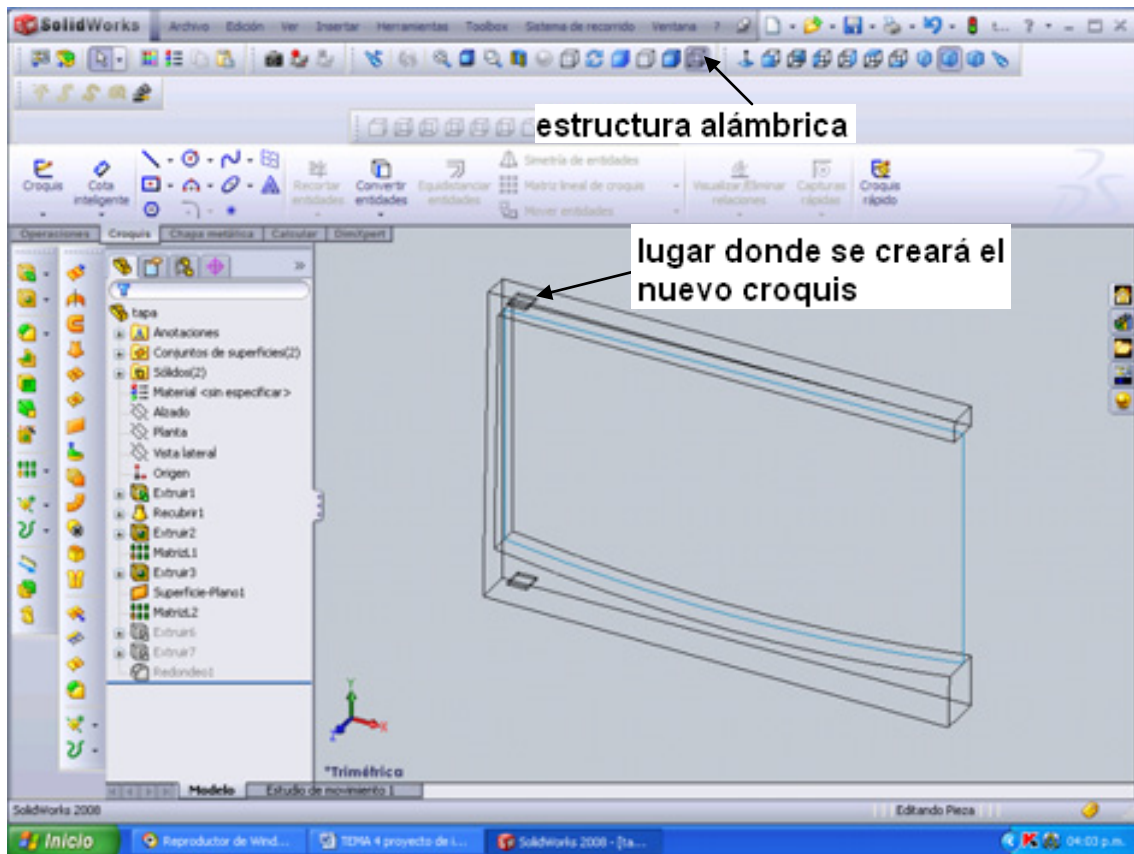 SolidWorks Archivo Edición Ver Insertar Herramientas Toolbox Sistema de recorrido Ventana ? t... ?
estructura alámbrica
Croquis
Cota inteligente
Recortar entidades
Convertir entidades
Equidistanciar entidades
Simetría de entidades
Matriz lineal de croquis
Mover entidades
Visualizar/Eliminar relaciones
Capturas rápidas
Croquis rápido
Operaciones Croquis Chapa metálica Calcular DimXpert
lugar donde se creará el
nuevo croquis
tapa
Anotaciones
Conjuntos de superficies(2)
Sólidos(2)
Material <sin especificar>
Alzado
Planta
Vista lateral
Origen
Extruir1
Recubrir1
Extruir2
MatrizL1
Extruir3
Superficie-Plano1
MatrizL2
Extruir6
Extruir7
Redondeo1
Y
X
Z
*Trimétrica
Modelo Estudio de movimiento 1
SolidWorks 2008 Editando Pieza
Inicio Reproductor de Wind... TEMA 4 proyecto de i... SolidWorks 2008 - [ta... 04:03 p.m.